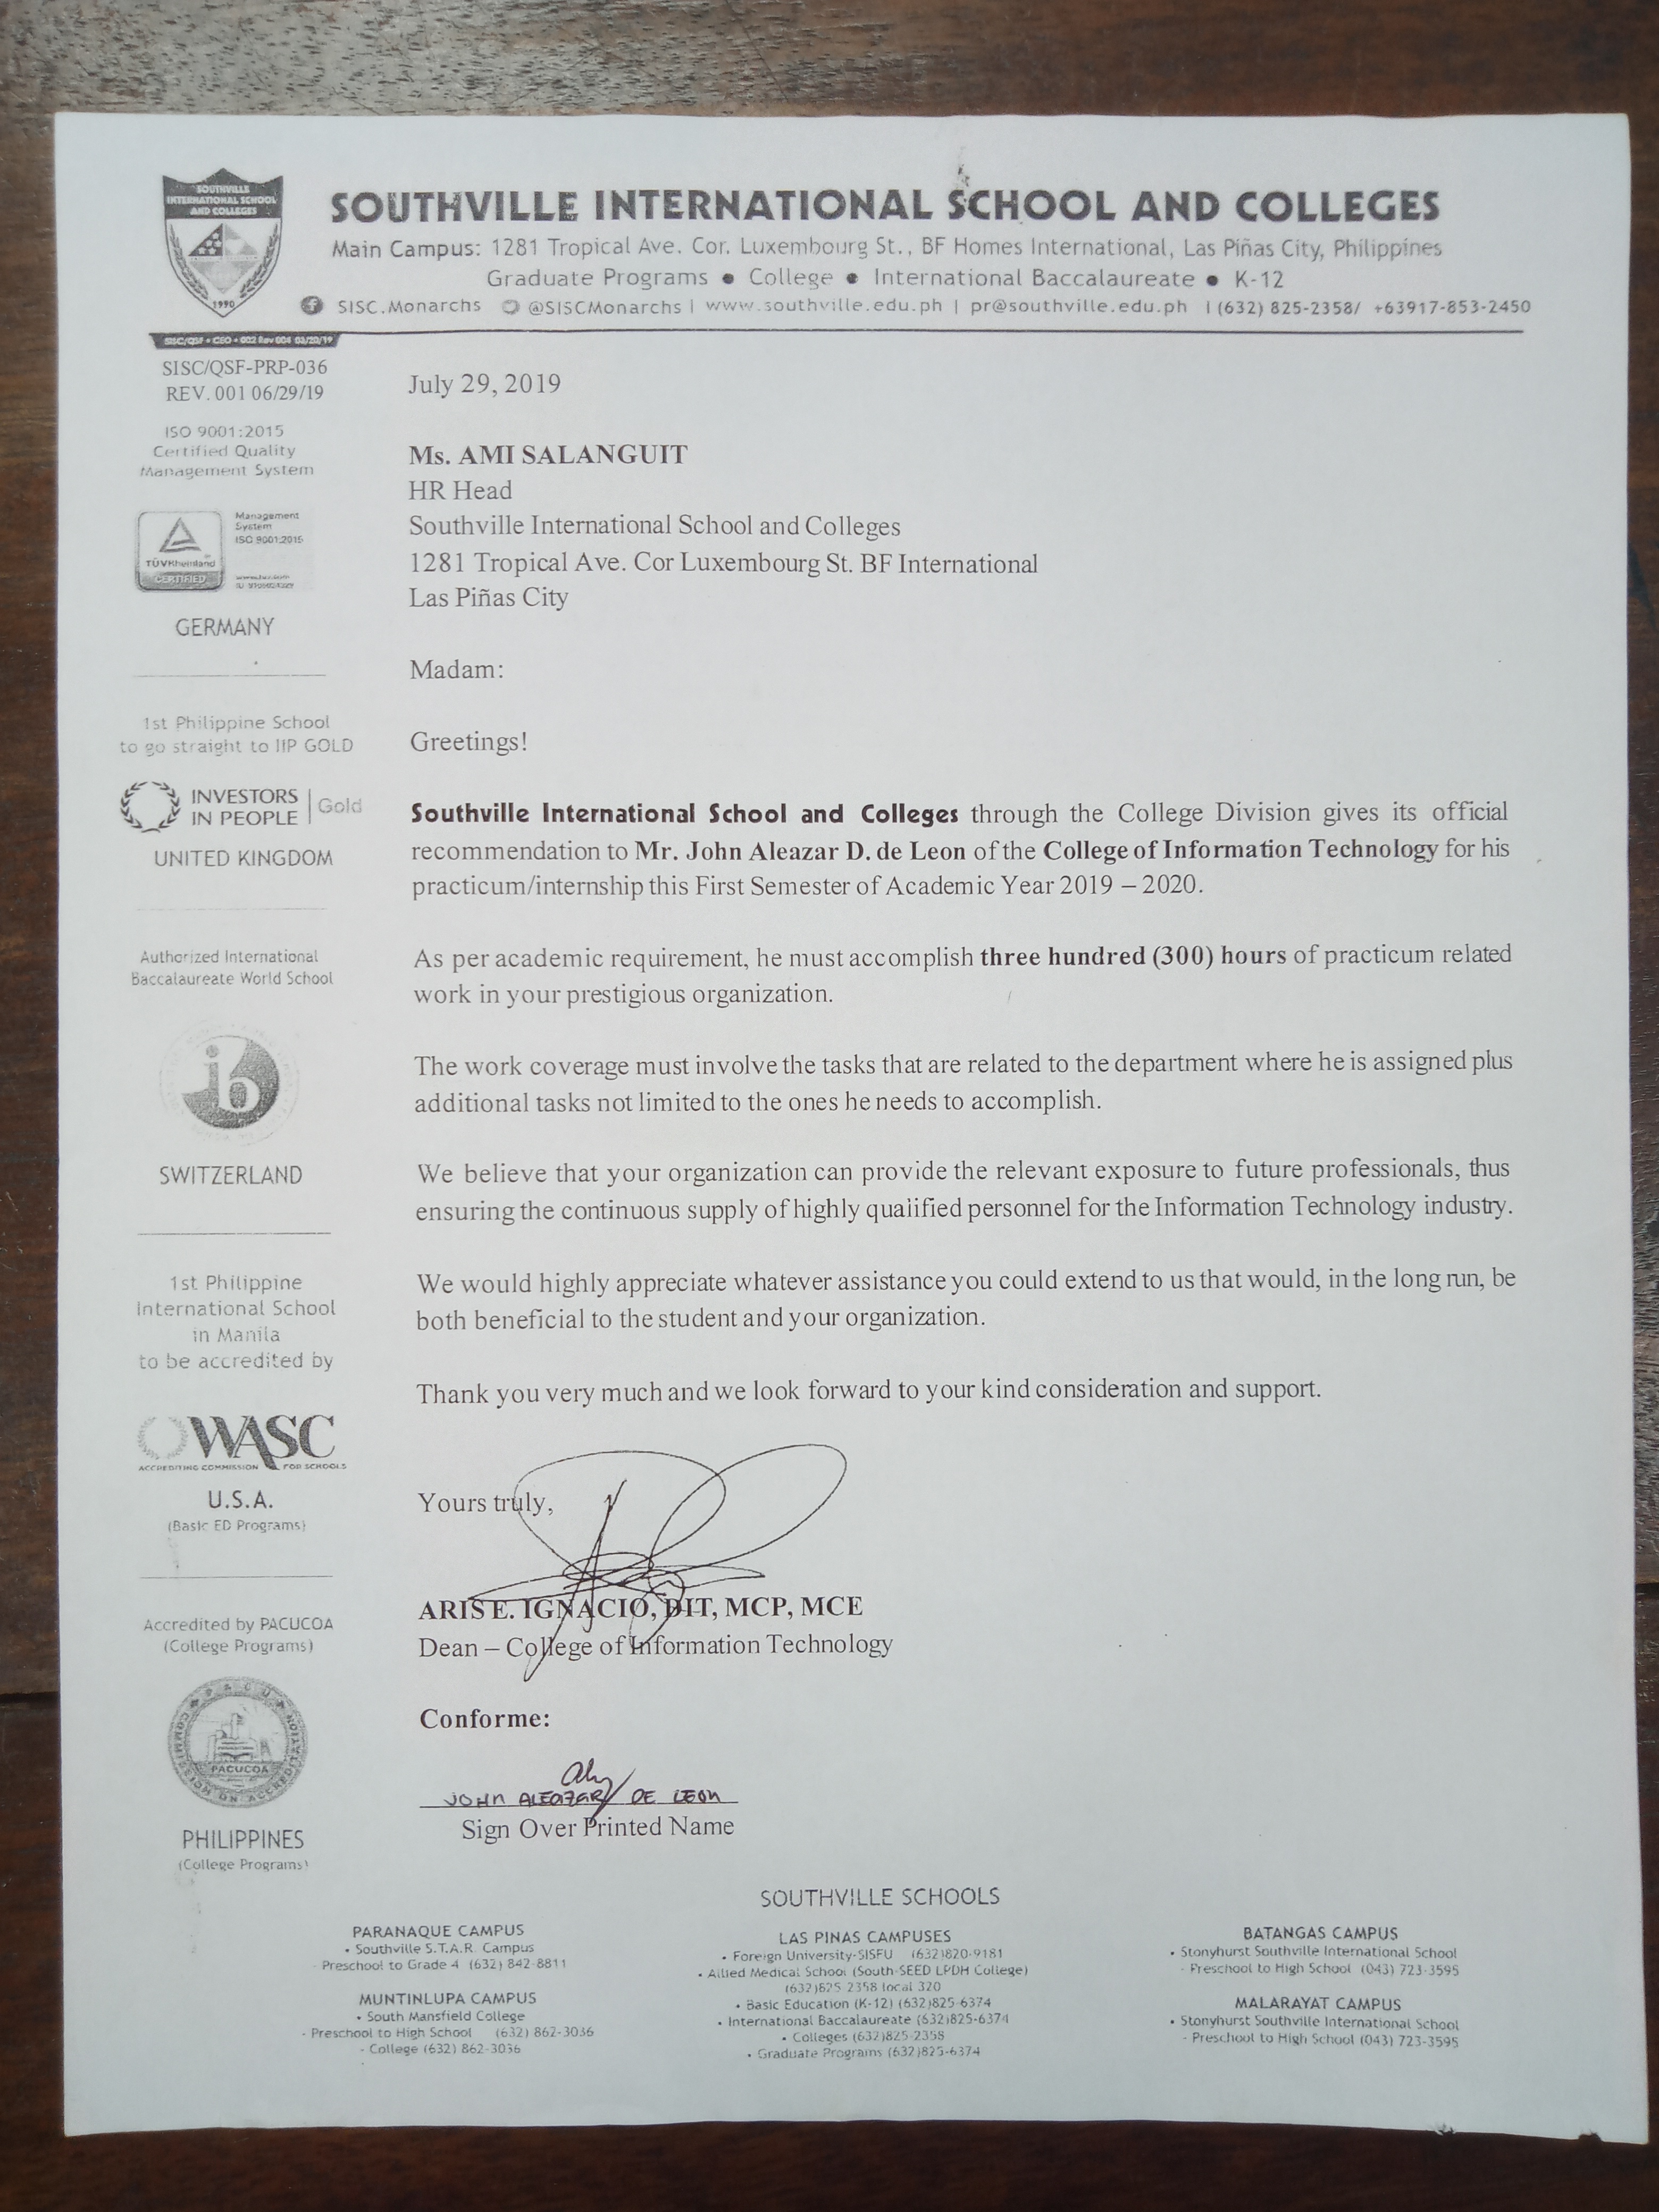 SOUTHVILLE
INTERNATIONAL SCHOOL
AND COLLEGES
1990
SOUTHVILLE INTERNATIONAL SCHOOL AND COLLEGES
Main Campus: 1281 Tropical Ave. Cor. Luxembourg St., BF Homes International, Las Piñas City, Philippines
Graduate Programs ● College ● International Baccalaureate ● K-12
SISC.Monarchs @SISCMonarchs | www.southville.edu.ph | pr@southville.edu.ph | (632) 825-2358/ +63917-853-2450
SISC/QSF • CEO • 002 Rev 004 03/20/19
SISC/QSF-PRP-036
REV. 001 06/29/19
ISO 9001:2015
Certified Quality
Management System
Management
System
ISO 9001:2015
TÜVRheinland
CERTIFIED
www.tuv.com
GERMANY
1st Philippine School
to go straight to IIP GOLD
INVESTORS
IN PEOPLE | Gold
UNITED KINGDOM
Authorized International
Baccalaureate World School
ib
SWITZERLAND
1st Philippine
International School
in Manila
to be accredited by
WASC
ACCREDITING COMMISSION FOR SCHOOLS
U.S.A.
(Basic ED Programs)
Accredited by PACUCOA
(College Programs)
PACUCOA
COMMISSION ON ACCREDITATION
PACUCOA
PHILIPPINES
(College Programs)
July 29, 2019
Ms. AMI SALANGUIT
HR Head
Southville International School and Colleges
1281 Tropical Ave. Cor Luxembourg St. BF International
Las Piñas City
Madam:
Greetings!
Southville International School and Colleges through the College Division gives its official
recommendation to Mr. John Aleazar D. de Leon of the College of Information Technology for his
practicum/internship this First Semester of Academic Year 2019 – 2020.
As per academic requirement, he must accomplish three hundred (300) hours of practicum related
work in your prestigious organization.
The work coverage must involve the tasks that are related to the department where he is assigned plus
additional tasks not limited to the ones he needs to accomplish.
We believe that your organization can provide the relevant exposure to future professionals, thus
ensuring the continuous supply of highly qualified personnel for the Information Technology industry.
We would highly appreciate whatever assistance you could extend to us that would, in the long run, be
both beneficial to the student and your organization.
Thank you very much and we look forward to your kind consideration and support.
Yours truly,
ARIS E. IGNACIO, DIT, MCP, MCE
Dean – College of Information Technology
Conforme:
JOHN ALEAZAR DE LEON
Sign Over Printed Name
SOUTHVILLE SCHOOLS
PARANAQUE CAMPUS
• Southville S.T.A.R. Campus
- Preschool to Grade 4 (632) 842-8811
MUNTINLUPA CAMPUS
• South Mansfield College
- Preschool to High School (632) 862-3036
- College (632) 862-3036
LAS PINAS CAMPUSES
• Foreign University-SISFU (632)820-9181
• Allied Medical School (South-SEED LPDH College)
(632)825 2358 local 320
• Basic Education (K-12) (632)825-6374
• International Baccalaureate (632)825-6374
• Colleges (632)825-2358
• Graduate Programs (632)825-6374
BATANGAS CAMPUS
• Stonyhurst Southville International School
- Preschool to High School (043) 723-3595
MALARAYAT CAMPUS
• Stonyhurst Southville International School
- Preschool to High School (043) 723-3595